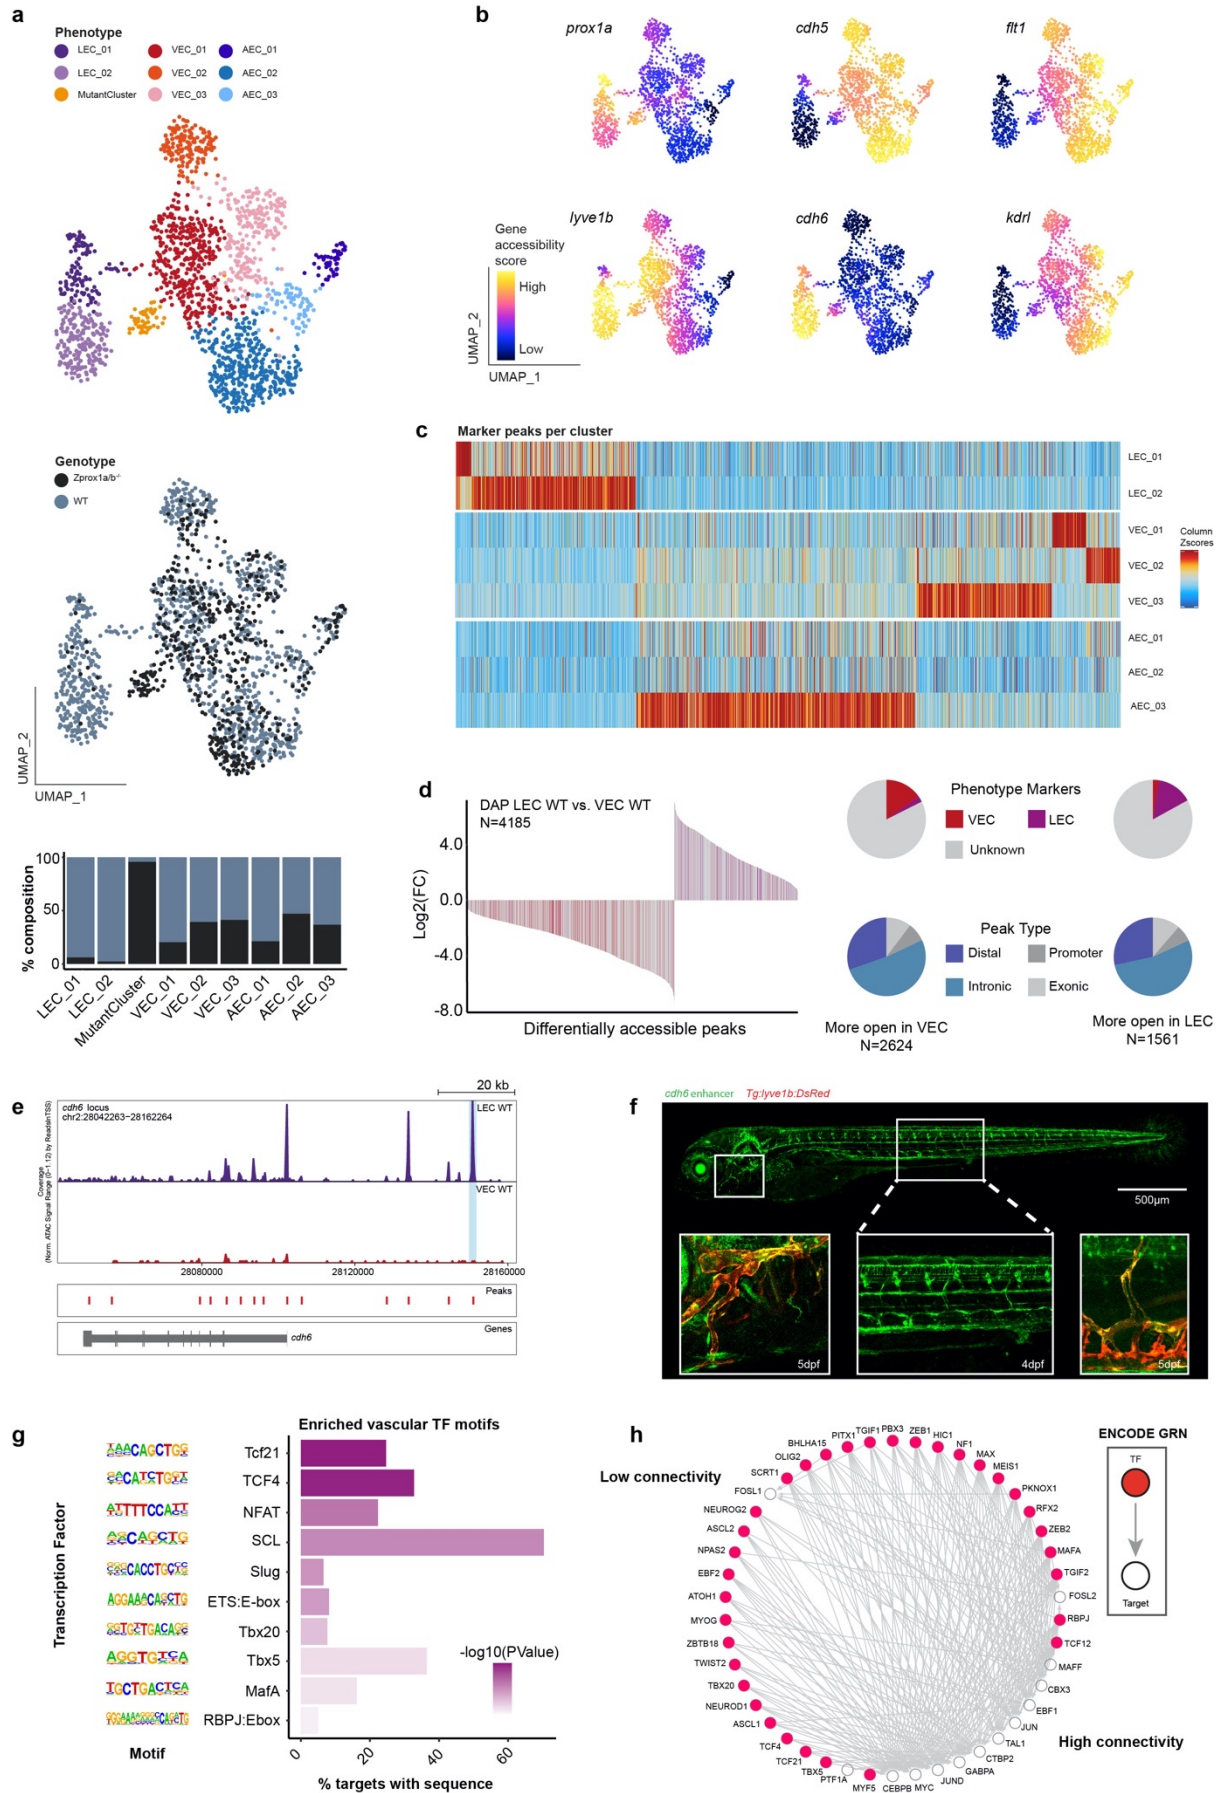 a
Phenotype
LEC_01
VEC_01
AEC_01
LEC_02
VEC_02
AEC_02
MutantCluster
VEC_03
AEC_03
Genotype
Zprox1a/b-/-
WT
UMAP_2
UMAP_1
% composition
100
50
0
LEC_01
LEC_02
MutantCluster
VEC_01
VEC_02
VEC_03
AEC_01
AEC_02
AEC_03
b
prox1a
cdh5
flt1
lyve1b
cdh6
kdrl
Gene
accessibility
score
High
Low
UMAP_2
UMAP_1
c
Marker peaks per cluster
LEC_01
LEC_02
VEC_01
VEC_02
VEC_03
AEC_01
AEC_02
AEC_03
Column
Zscores
d
DAP LEC WT vs. VEC WT
N=4185
Log2(FC)
4.0
0.0
-4.0
-8.0
Differentially accessible peaks
Phenotype Markers
VEC
LEC
Unknown
Peak Type
Distal
Promoter
Intronic
Exonic
More open in VEC
N=2624
More open in LEC
N=1561
e
20 kb
cdh6 locus
chr2:28042263-28162264
LEC WT
VEC WT
Coverage
(Norm. ATAC Signal Range (0-1.12) by ReadsInTSS)
28080000
28120000
28160000
Peaks
Genes
cdh6
f
cdh6 enhancer Tg:lyve1b:DsRed
500µm
5dpf
4dpf
5dpf
g
Enriched vascular TF motifs
Transcription Factor
Tcf21
TCF4
NFAT
SCL
Slug
ETS:E-box
Tbx20
Tbx5
MafA
RBPJ:Ebox
-log10(PValue)
Motif
0
20
40
60
% targets with sequence
h
Low connectivity
High connectivity
ENCODE GRN
TF
Target
PBX3
ZEB1
HIC1
NF1
MAX
MEIS1
PKNOX1
RFX2
ZEB2
MAFA
TGIF2
FOSL2
RBPJ
TCF12
MAFF
CBX3
EBF1
JUN
TAL1
CTBP2
GABPA
JUND
MYC
CEBPB
MYF5
PTF1A
TBX5
TCF21
TCF4
ASCL1
NEUROD1
TBX20
TWIST2
ZBTB18
MYOG
ATOH1
EBF2
NPAS2
ASCL2
NEUROG2
FOSL1
SCRT1
OLIG2
BHLHA15
PITX1
TGIF1